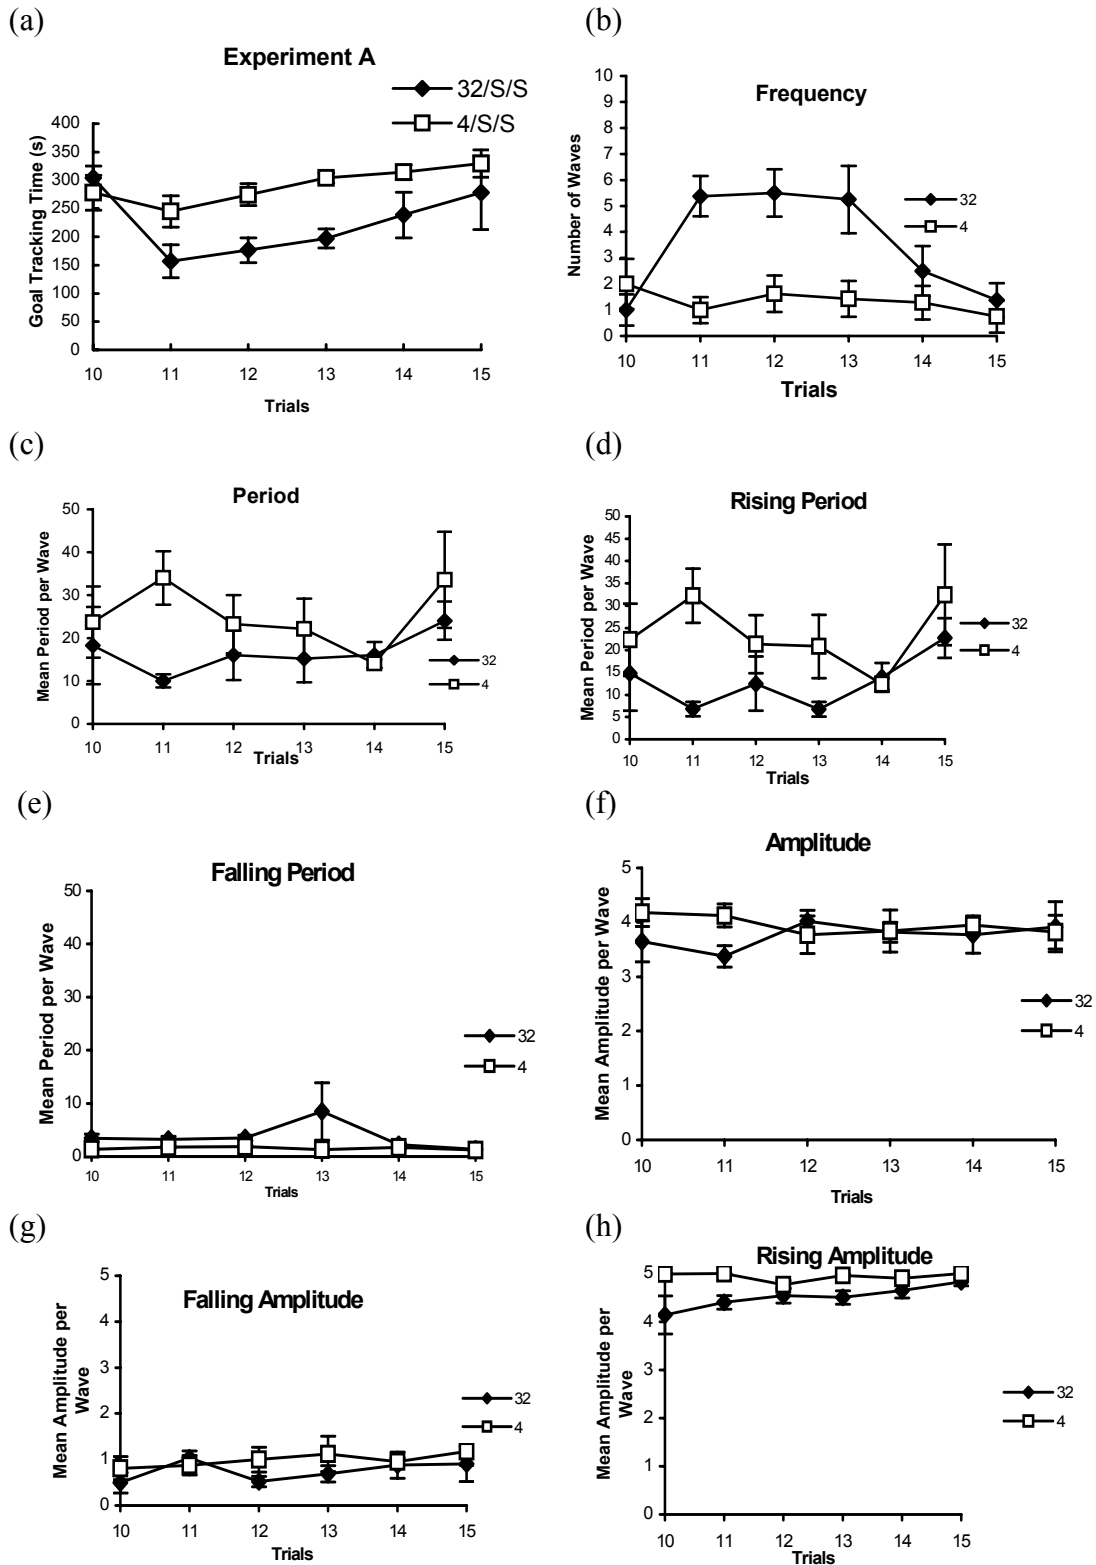 (a)
Experiment A
32/S/S
4/S/S
Goal Tracking Time (s)
400
350
300
250
200
150
100
50
0
10 11 12 13 14 15
Trials
(b)
Frequency
Number of Waves
10
9
8
7
6
5
4
3
2
1
0
32
4
10 11 12 13 14 15
Trials
(c)
Period
Mean Period per Wave
50
40
30
20
10
0
32
4
10 11 12 13 14 15
Trials
(d)
Rising Period
Mean Period per Wave
50
45
40
35
30
25
20
15
10
5
0
32
4
10 11 12 13 14 15
Trials
(e)
Falling Period
Mean Period per Wave
50
40
30
20
10
0
32
4
10 11 12 13 14 15
Trials
(f)
Amplitude
Mean Amplitude per Wave
5
4
3
2
1
0
32
4
10 11 12 13 14 15
Trials
(g)
Falling Amplitude
Mean Amplitude per
Wave
5
4
3
2
1
0
32
4
10 11 12 13 14 15
Trials
(h)
Rising Amplitude
Mean Amplitude per
Wave
5
4
3
2
1
0
32
4
10 11 12 13 14 15
Trials